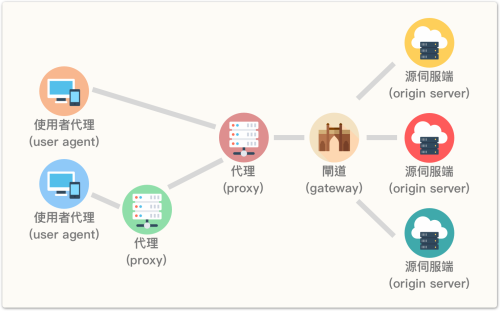 使用者代理
(user agent)
使用者代理
(user agent)
代理
(proxy)
代理
(proxy)
閘道
(gateway)
源伺服端
(origin server)
源伺服端
(origin server)
源伺服端
(origin server)